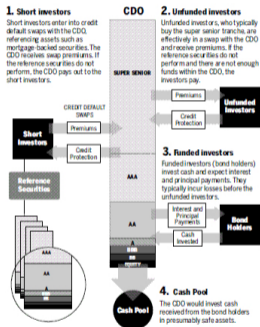 1. Short investors
Short investors enter into credit
default swaps with the CDO,
referencing assets such as
mortgage-backed securities. The
CDO receives swap premiums. If
the reference securities do not
perform, the CDO pays out to the
short investors.
CDO
SUPER SENIOR
AAA
AA
A
2. Unfunded investors
Unfunded investors, who typically
buy the super senior tranche, are
effectively in a swap with the CDO
and receive premiums. If the
reference securities do not
perform and there are not enough
funds within the CDO, the
investors pay.
Premiums
Credit
Protection
Unfunded
Investors
CREDIT DEFAULT
SWAPS
Short
Investors
Premiums
Credit
Protection
Reference
Securities
AAA
AA
A
3. Funded investors
Funded investors (bond holders)
invest cash and expect interest
and principal payments. They
typically incur losses before the
unfunded investors.
Interest and
Principal
Payments
Cash
Invested
Bond
Holders
Cash Pool
4. Cash Pool
The CDO would invest cash
received from the bond holders
in presumably safe assets.